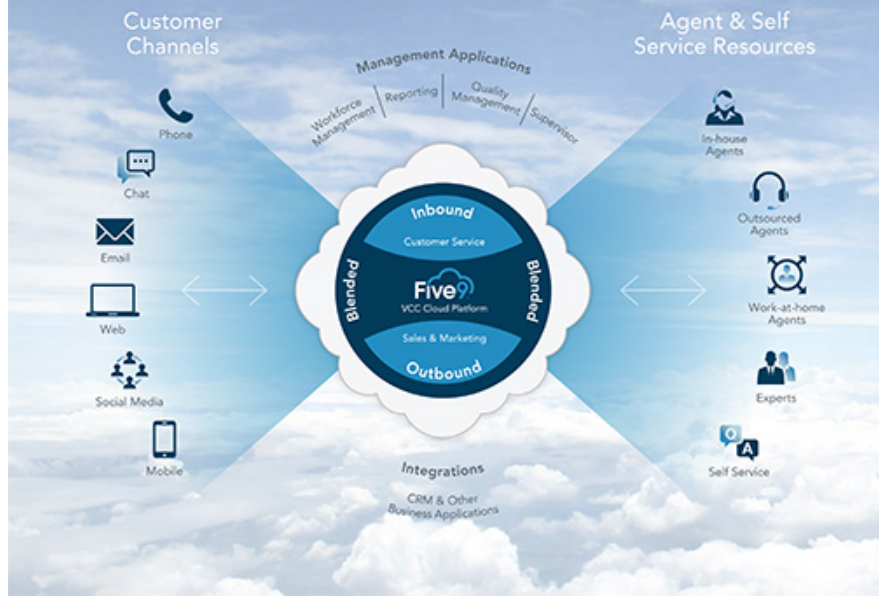 Customer
Channels
Agent & Self
Service Resources
Management Applications
Workforce
Management
Reporting
Quality
Management
Supervisor
Phone
Chat
Email
Web
Social Media
Mobile
Inbound
Customer Service
Blended
Five9
VCC Cloud Platform
Blended
Sales & Marketing
Outbound
In-house
Agents
Outsourced
Agents
Work-at-home
Agents
Experts
Q
A
Self Service
Integrations
CRM & Other
Business Applications